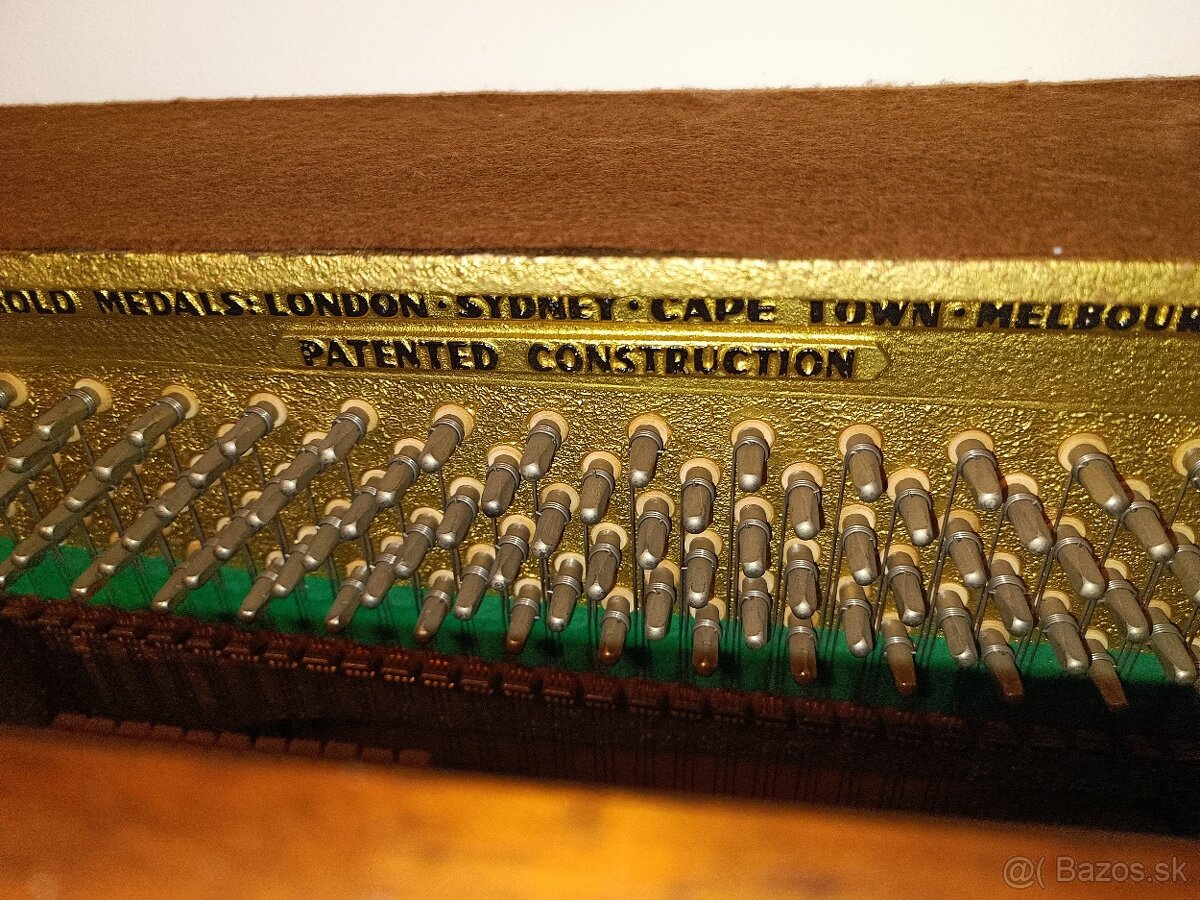 GOLD MEDALS: LONDON · SYDNEY · CAPE TOWN · MELBOUR
PATENTED CONSTRUCTION
@( Bazos.sk